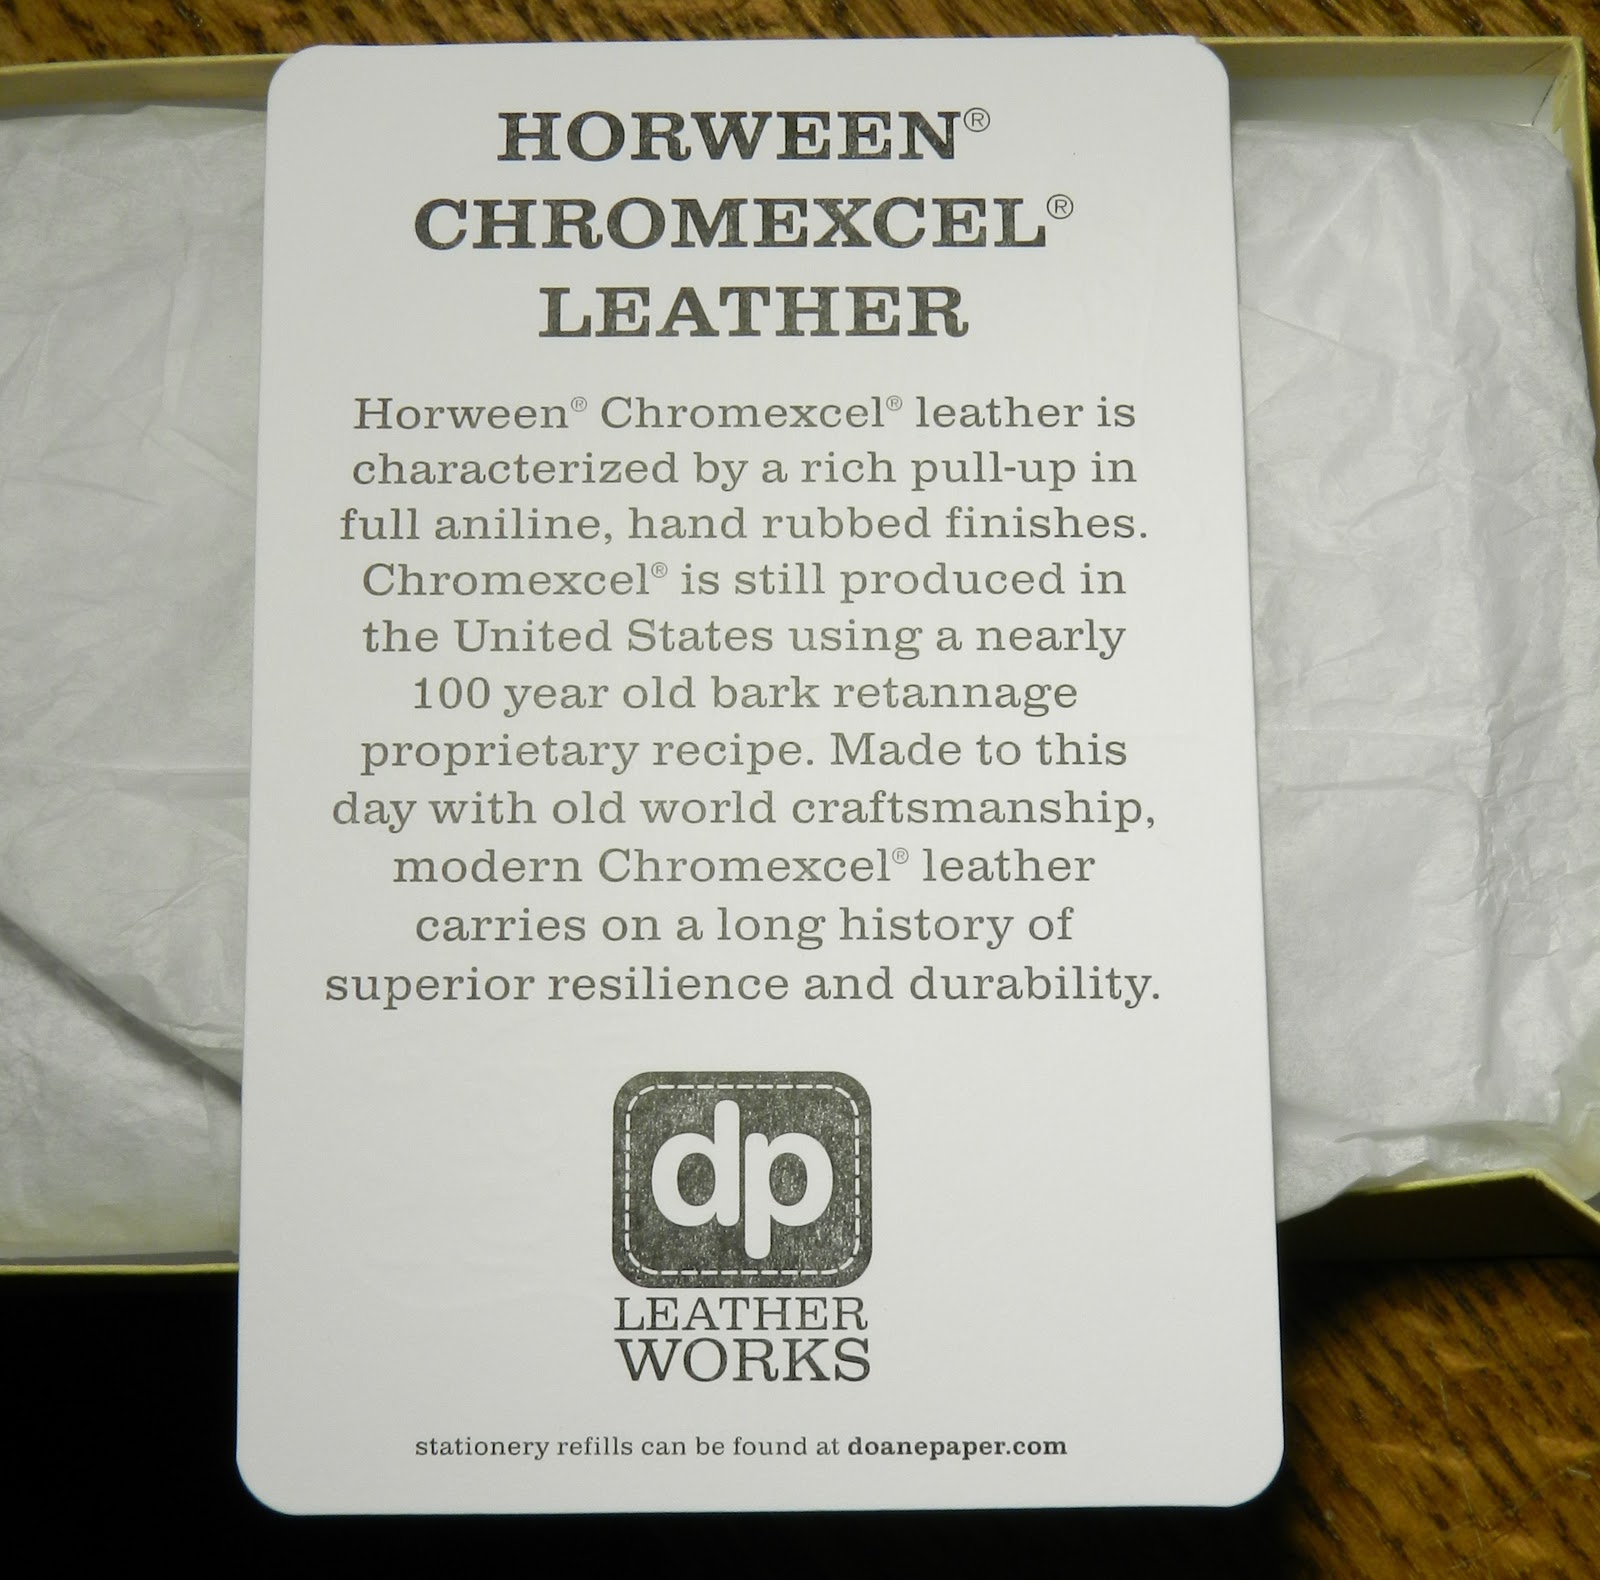 HORWEEN®
CHROMEXCEL®
LEATHER
Horween® Chromexcel® leather is
characterized by a rich pull-up in
full aniline, hand rubbed finishes.
Chromexcel® is still produced in
the United States using a nearly
100 year old bark retannage
proprietary recipe. Made to this
day with old world craftsmanship,
modern Chromexcel® leather
carries on a long history of
superior resilience and durability.
dp
LEATHER
WORKS
stationery refills can be found at doanepaper.com